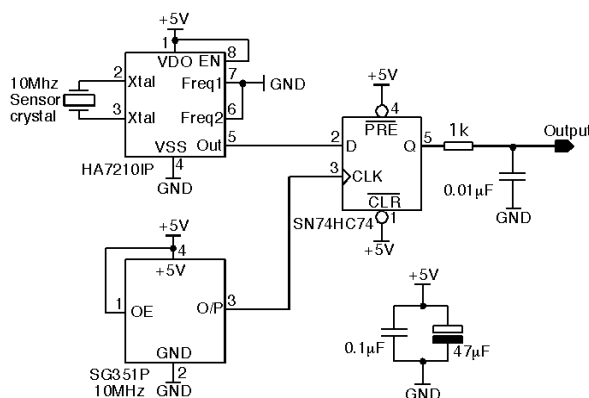 +5V
1
VDO
EN
8
10Mhz
Sensor
crystal
2
Xtal
Freq1
7
GND
3
Xtal
Freq2
6
VSS
Out
5
4
HA7210IP
GND
+5V
4
PRE
2
D
Q
5
1k
Output
3
CLK
0.01µF
CLR
1
GND
SN74HC74
+5V
+5V
4
+5V
1
OE
O/P
3
GND
2
SG351P
10MHz
GND
+5V
0.1µF
47µF
GND